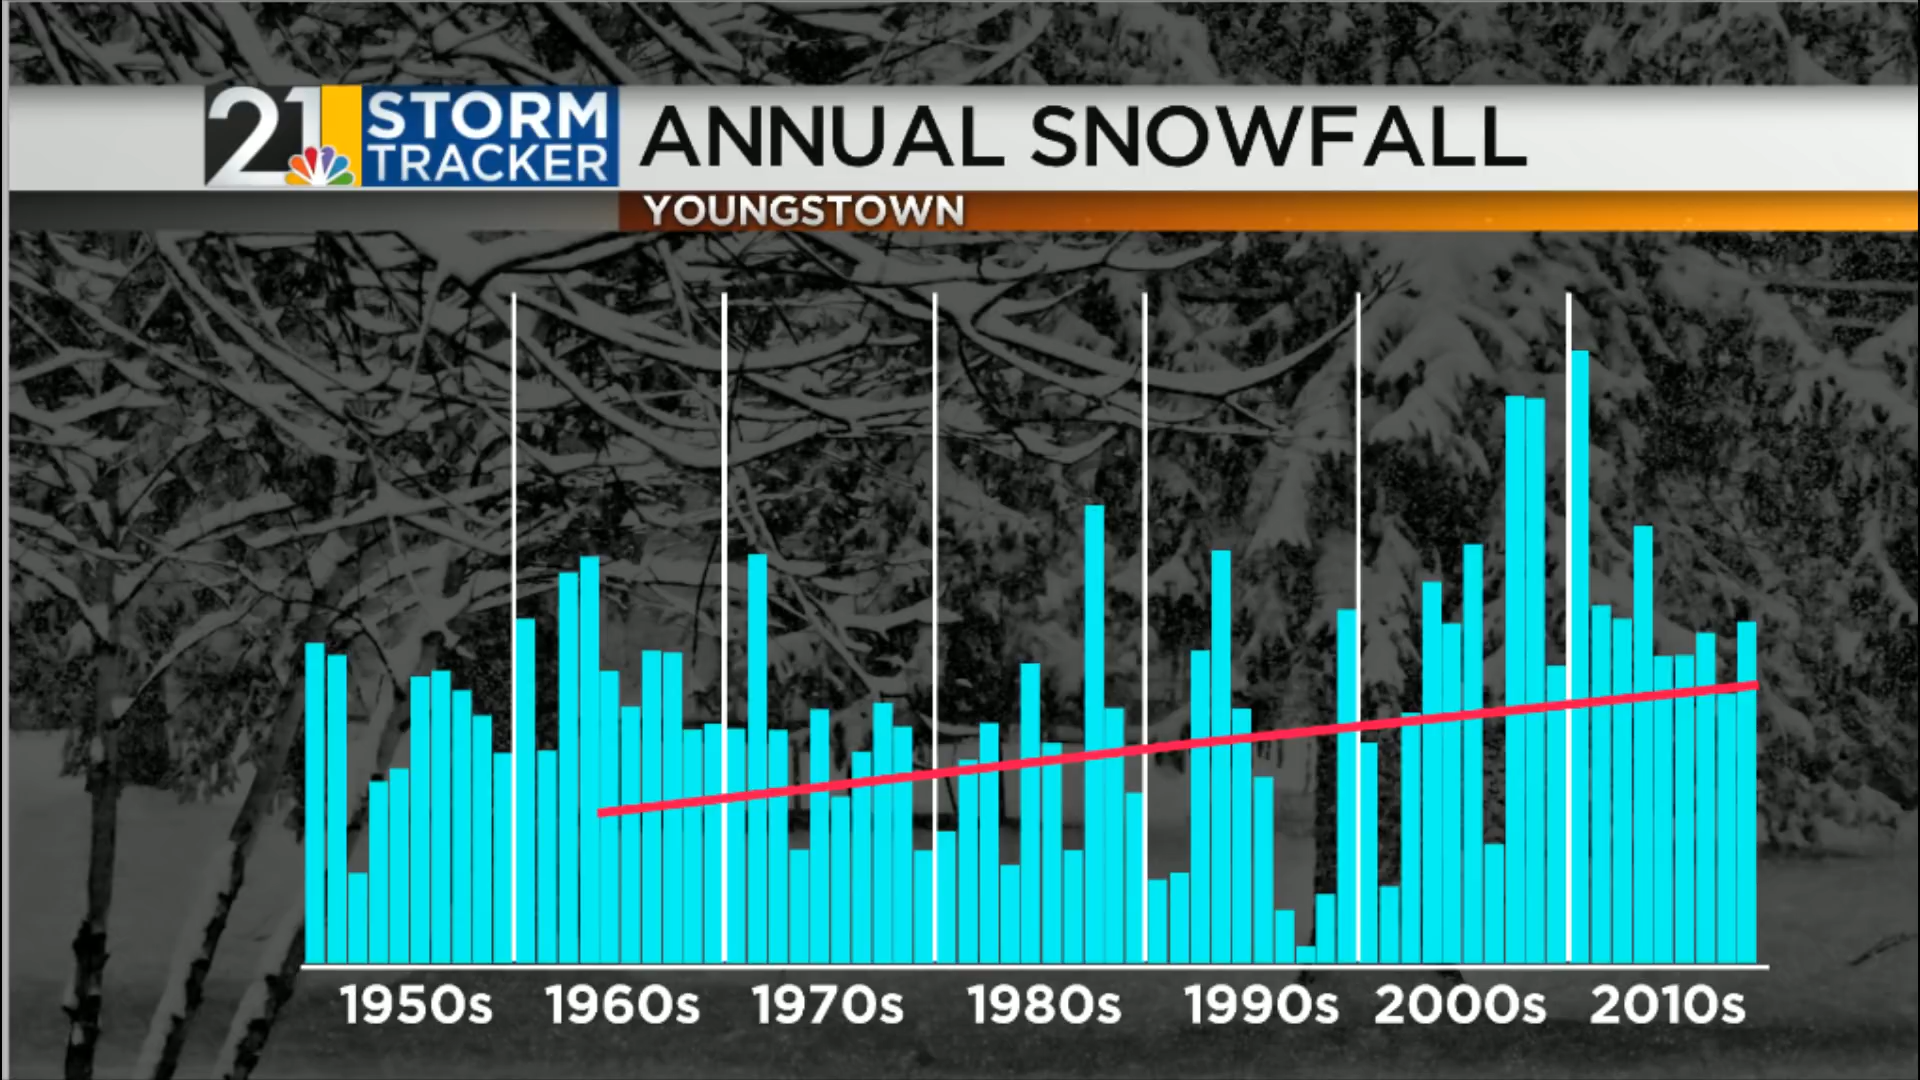 21 STORM TRACKER
ANNUAL SNOWFALL
YOUNGSTOWN
1950s 1960s 1970s 1980s 1990s 2000s 2010s